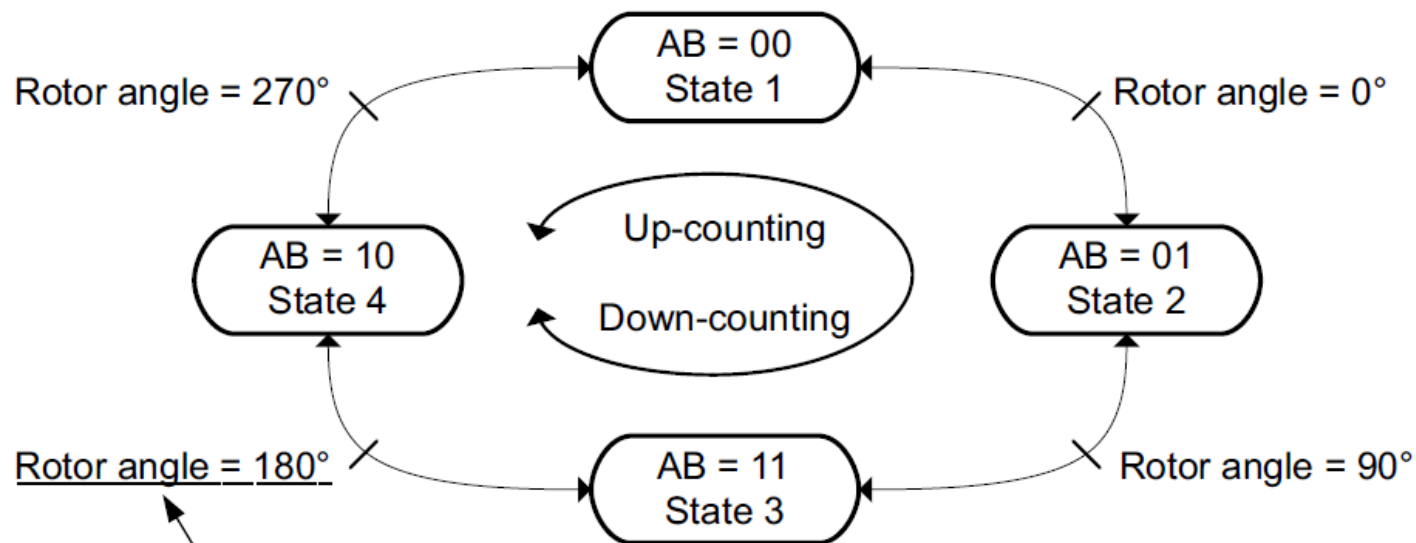 AB = 00
State 1
Rotor angle = 270°
Rotor angle = 0°
Up-counting
AB = 10
State 4
AB = 01
State 2
Down-counting
Rotor angle = 180°
AB = 11
State 3
Rotor angle = 90°